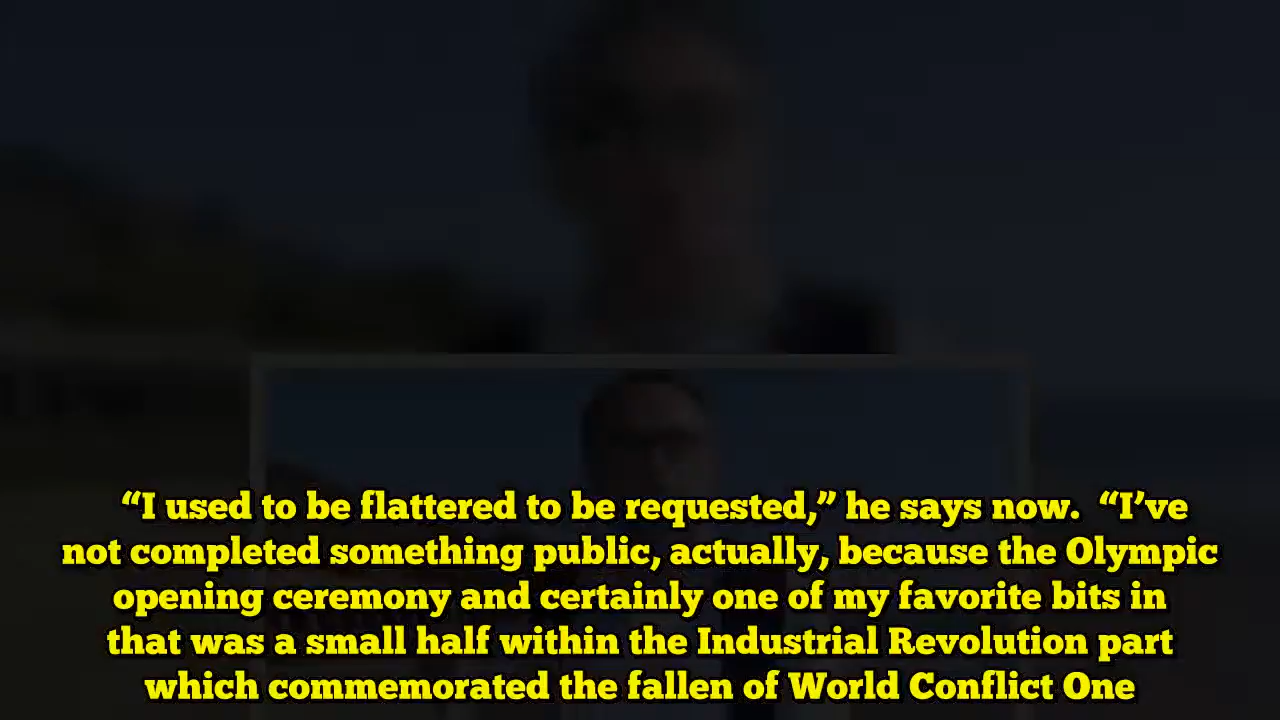 “I used to be flattered to be requested,” he says now.  “I’ve
not completed something public, actually, because the Olympic
opening ceremony and certainly one of my favorite bits in
that was a small half within the Industrial Revolution part
which commemorated the fallen of World Conflict One